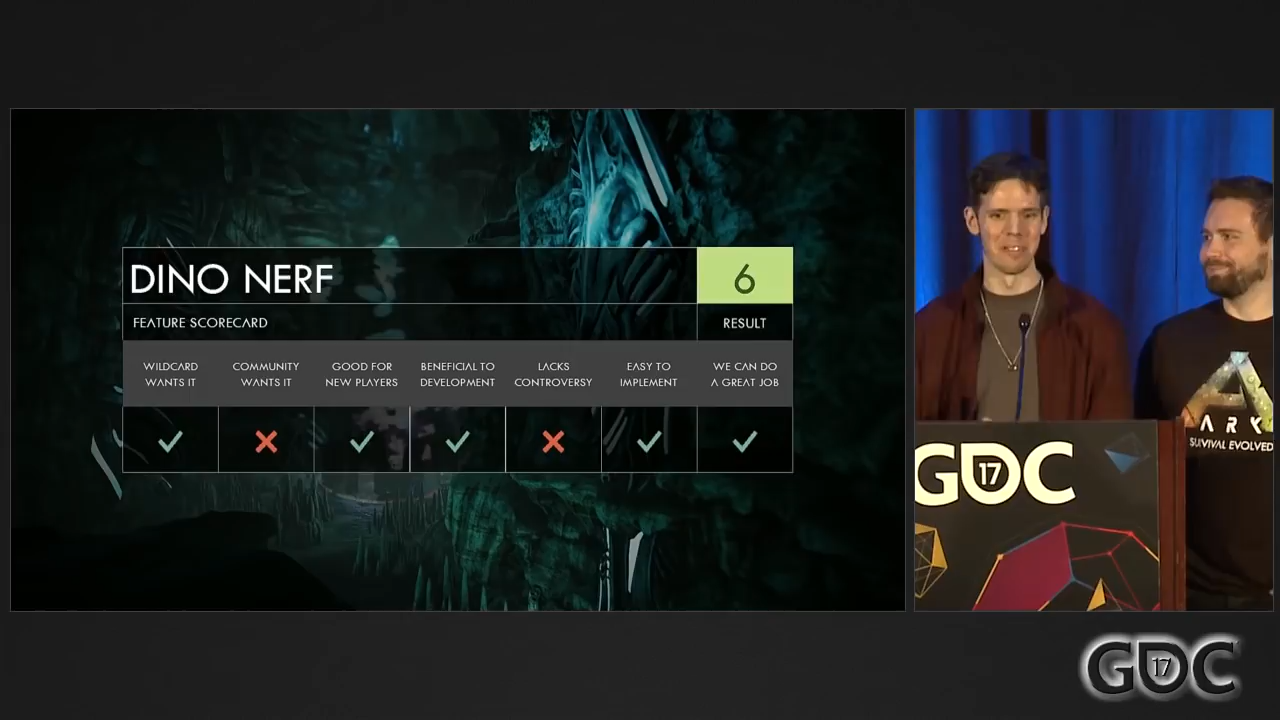 DINO NERF
6
FEATURE SCORECARD
RESULT
WILDCARD
WANTS IT
COMMUNITY
WANTS IT
GOOD FOR
NEW PLAYERS
BENEFICIAL TO
DEVELOPMENT
LACKS
CONTROVERSY
EASY TO
IMPLEMENT
WE CAN DO
A GREAT JOB
ARK
SURVIVAL EVOLVED
GDC
17
GDC
17